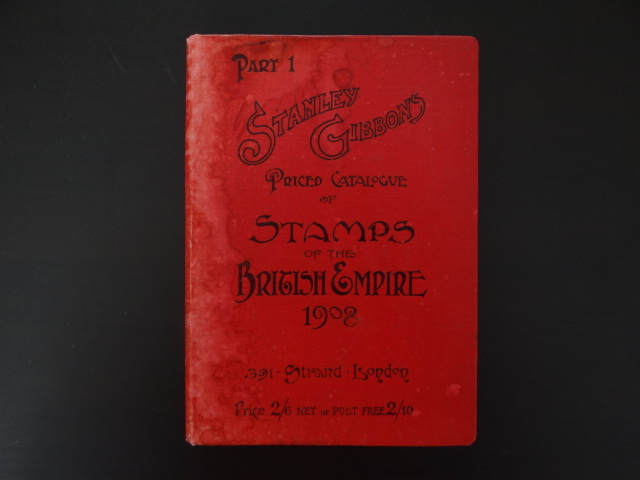 PART 1
STANLEY
GIBBONS
PRICED CATALOGUE
OF
STAMPS
OF THE
BRITISH EMPIRE
1908
391 · Strand · London
Price 2/6 NET or POST FREE 2/10